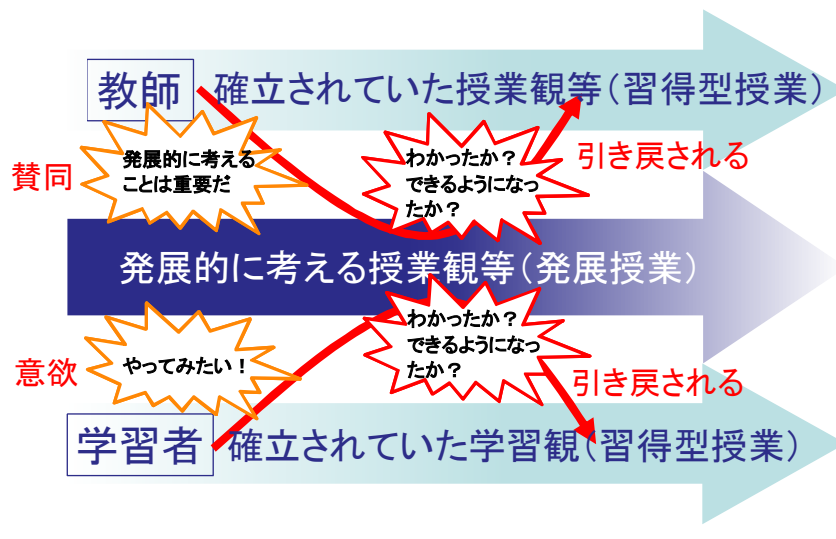 教師 確立されていた授業観等(習得型授業)
賛同
発展的に考える
ことは重要だ
わかったか?
できるようになっ
たか?
引き戻される
発展的に考える授業観等(発展授業)
意欲
やってみたい!
わかったか?
できるようになっ
たか?
引き戻される
学習者 確立されていた学習観(習得型授業)